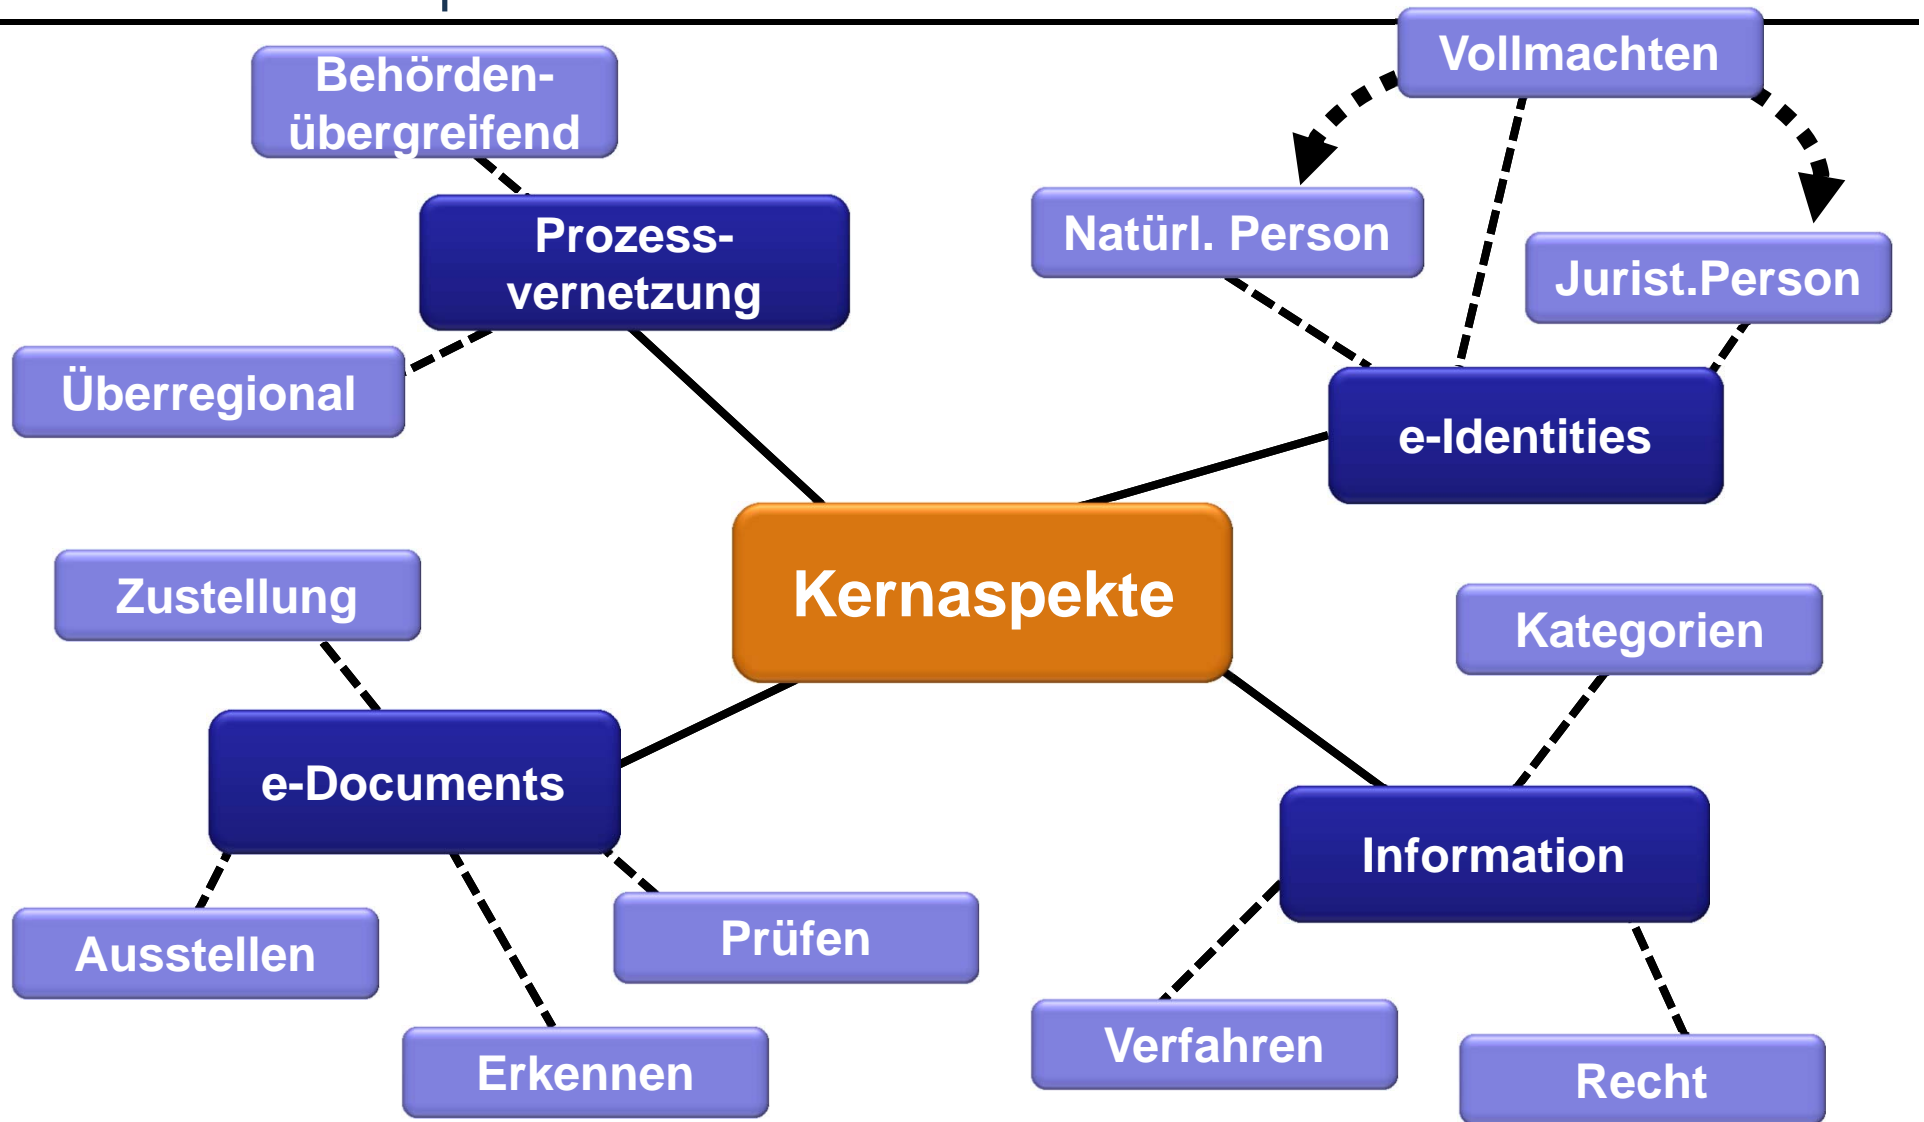 Vollmachten
Behörden-
übergreifend
Natürl. Person
Prozess-
vernetzung
Jurist.Person
Überregional
e-Identities
Kernaspekte
Zustellung
Kategorien
e-Documents
Information
Ausstellen
Prüfen
Verfahren
Erkennen
Recht